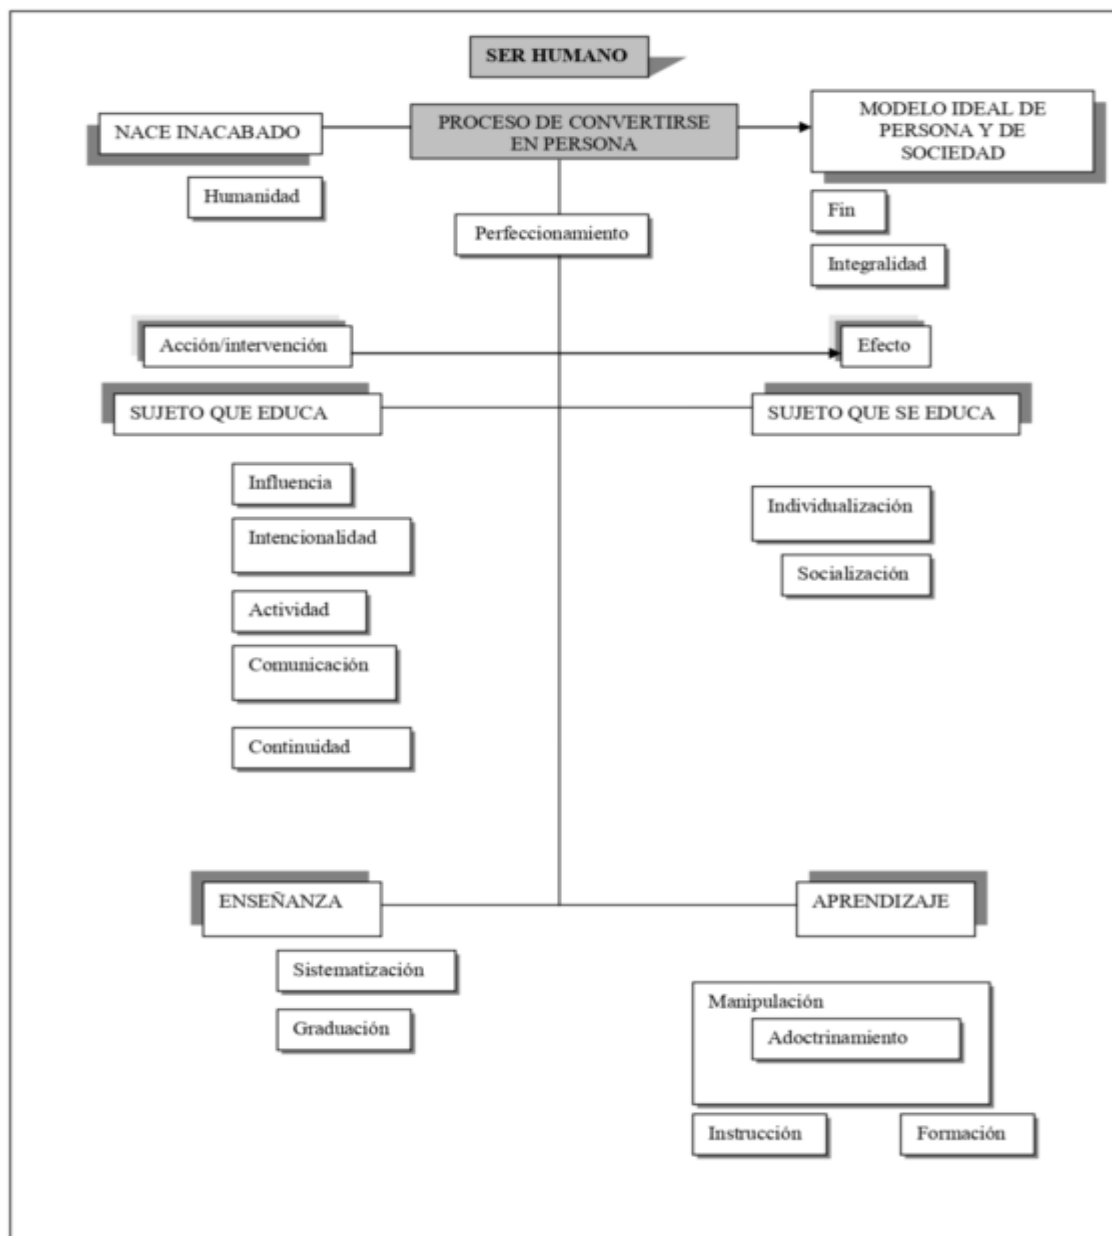 SER HUMANO
NACE INACABADO
PROCESO DE CONVERTIRSE
EN PERSONA
MODELO IDEAL DE
PERSONA Y DE
SOCIEDAD
Humanidad
Perfeccionamiento
Fin
Integralidad
Acción/intervención
Efecto
SUJETO QUE EDUCA
SUJETO QUE SE EDUCA
Influencia
Intencionalidad
Actividad
Comunicación
Continuidad
Individualización
Socialización
ENSEÑANZA
APRENDIZAJE
Sistematización
Graduación
Manipulación
Adoctrinamiento
Instrucción
Formación